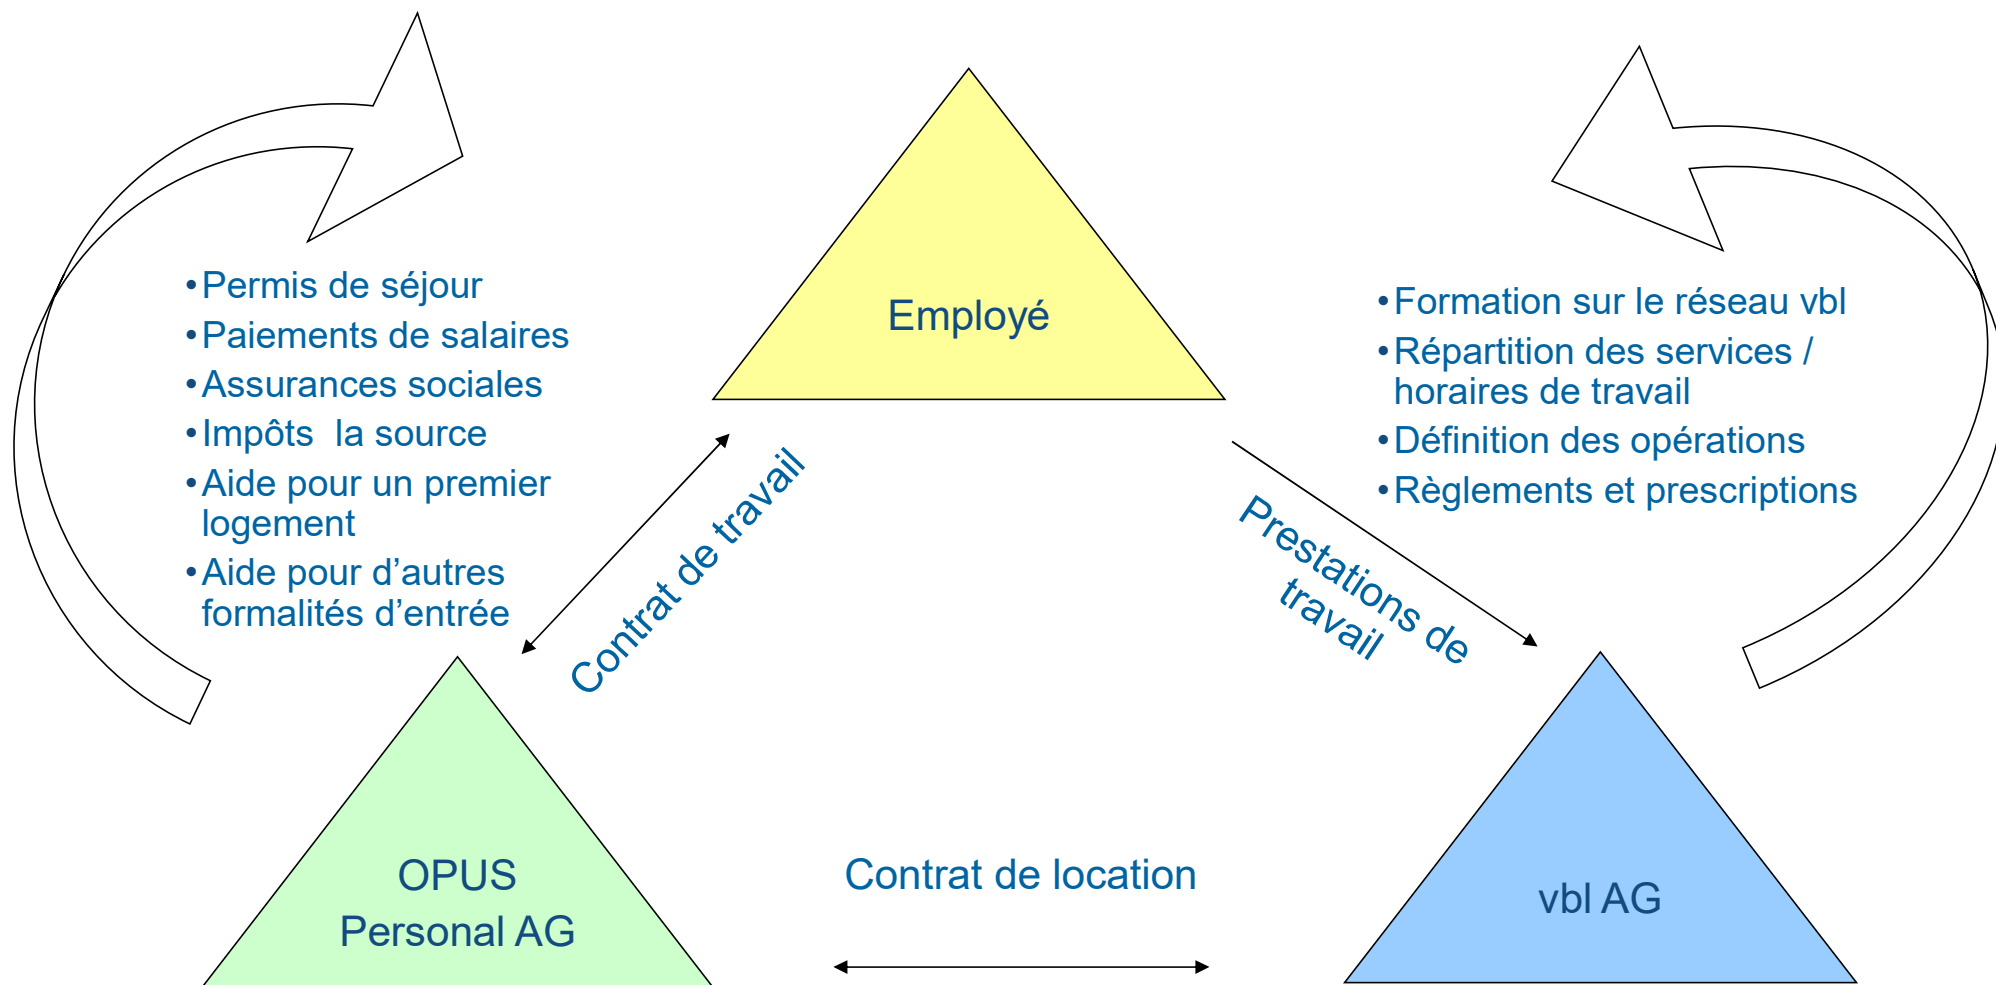 •Permis de séjour
•Paiements de salaires
•Assurances sociales
•Impôts  la source
•Aide pour un premier
logement
•Aide pour d’autres
formalités d’entrée
Employé
•Formation sur le réseau vbl
•Répartition des services /
horaires de travail
•Définition des opérations
•Règlements et prescriptions
Contrat de travail
Prestations de
travail
OPUS
Personal AG
Contrat de location
vbl AG